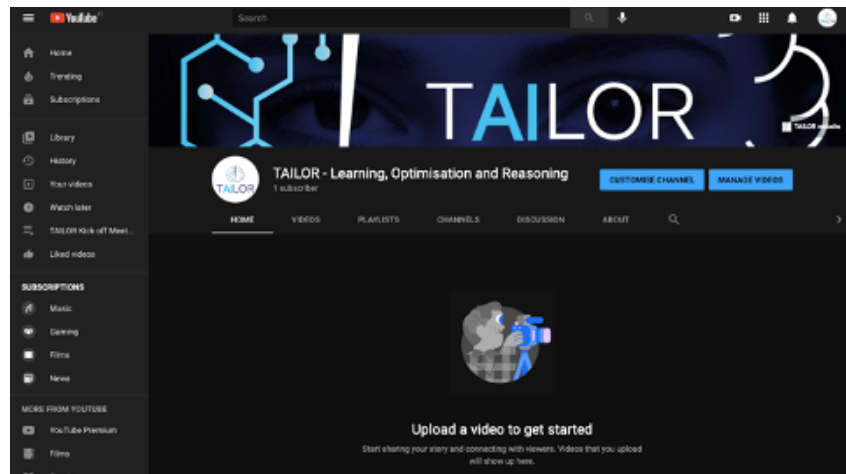 YouTube
Search
Home
Trending
Subscriptions
Library
History
Your videos
Watch later
TAILOR Kick off Meet...
Liked videos
SUBSCRIPTIONS
Music
Gaming
Films
News
MORE FROM YOUTUBE
YouTube Premium
Films
TAILOR
TAILOR website
TAILOR
TAILOR - Learning, Optimisation and Reasoning
1 subscriber
CUSTOMISE CHANNEL
MANAGE VIDEOS
HOME VIDEOS PLAYLISTS CHANNELS DISCUSSION ABOUT
Upload a video to get started
Start sharing your story and connecting with viewers. Videos that you upload
will show up here.